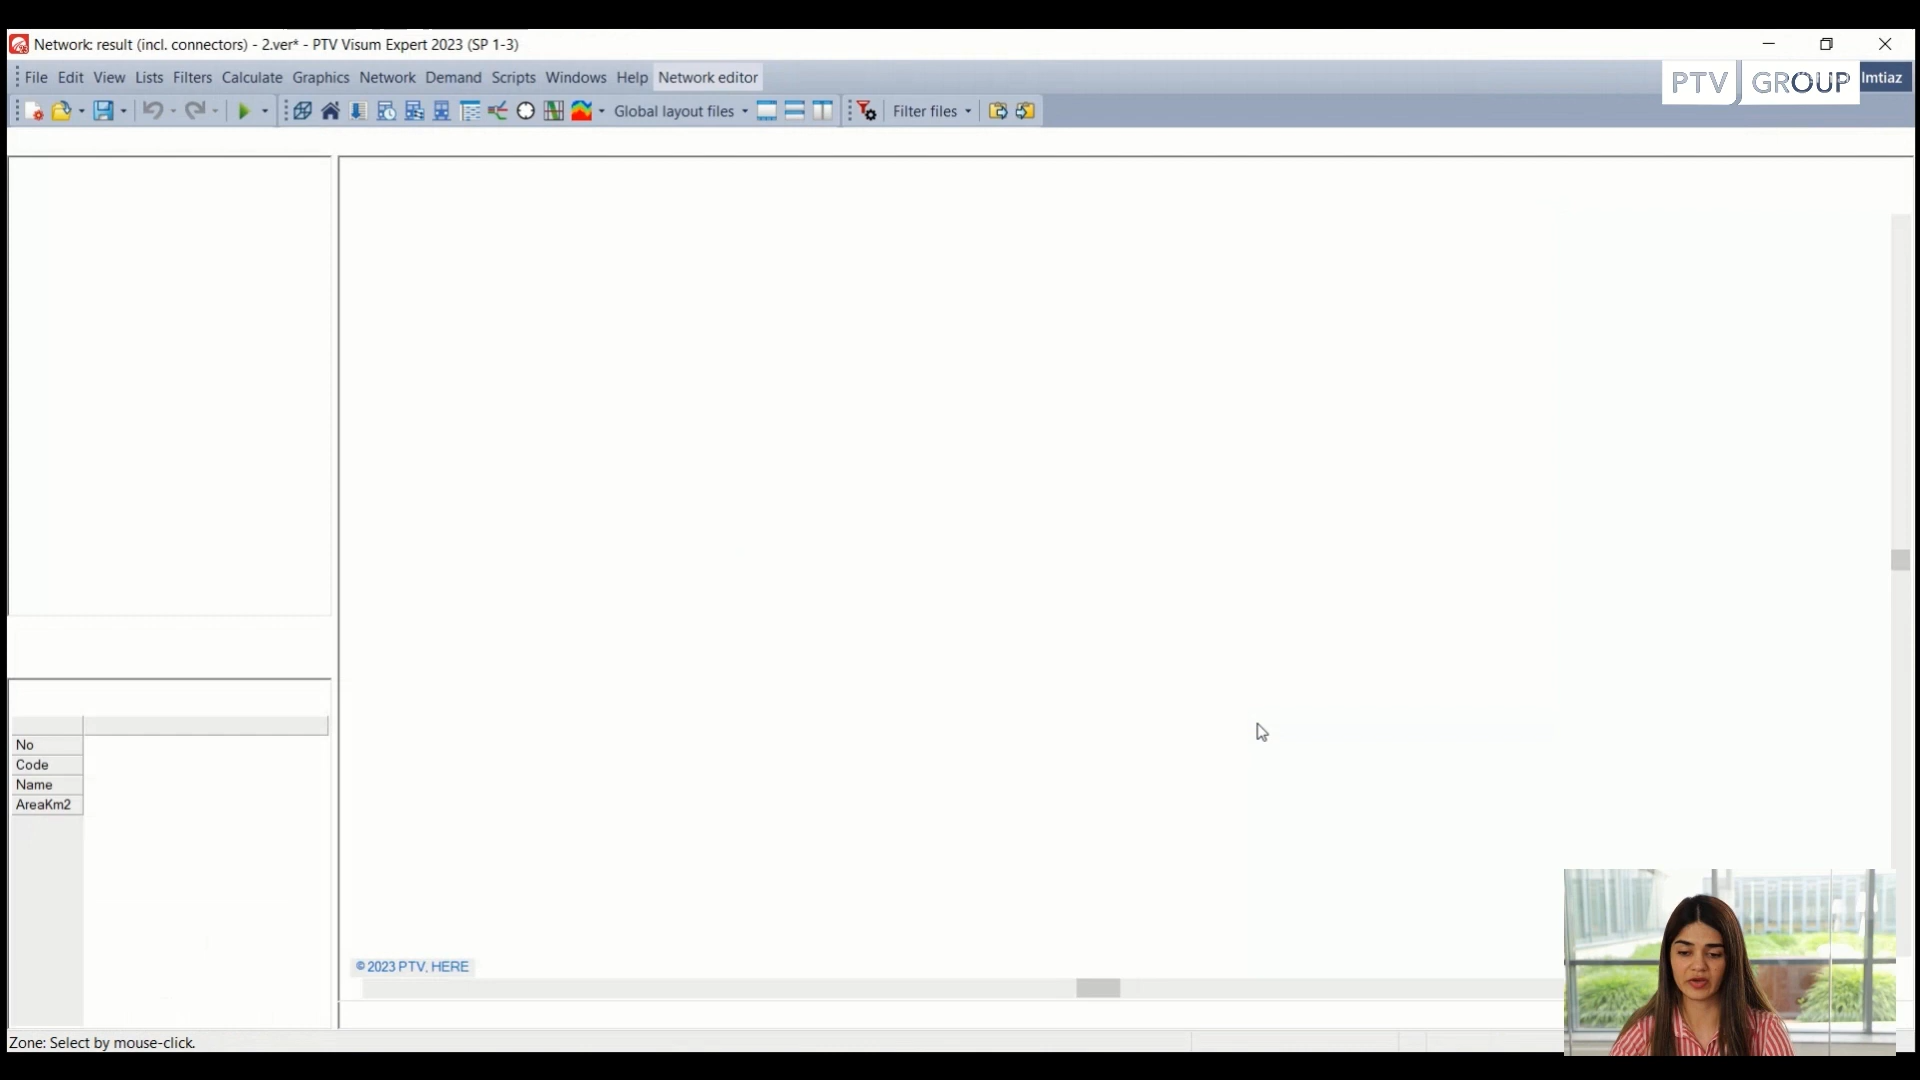 Network: result (incl. connectors) - 2.ver* - PTV Visum Expert 2023 (SP 1-3)
File Edit View Lists Filters Calculate Graphics Network Demand Scripts Windows Help Network editor
PTV GROUP
Imtiaz
Global layout files
Filter files
No
Code
Name
AreaKm2
© 2023 PTV, HERE
Zone: Select by mouse-click.